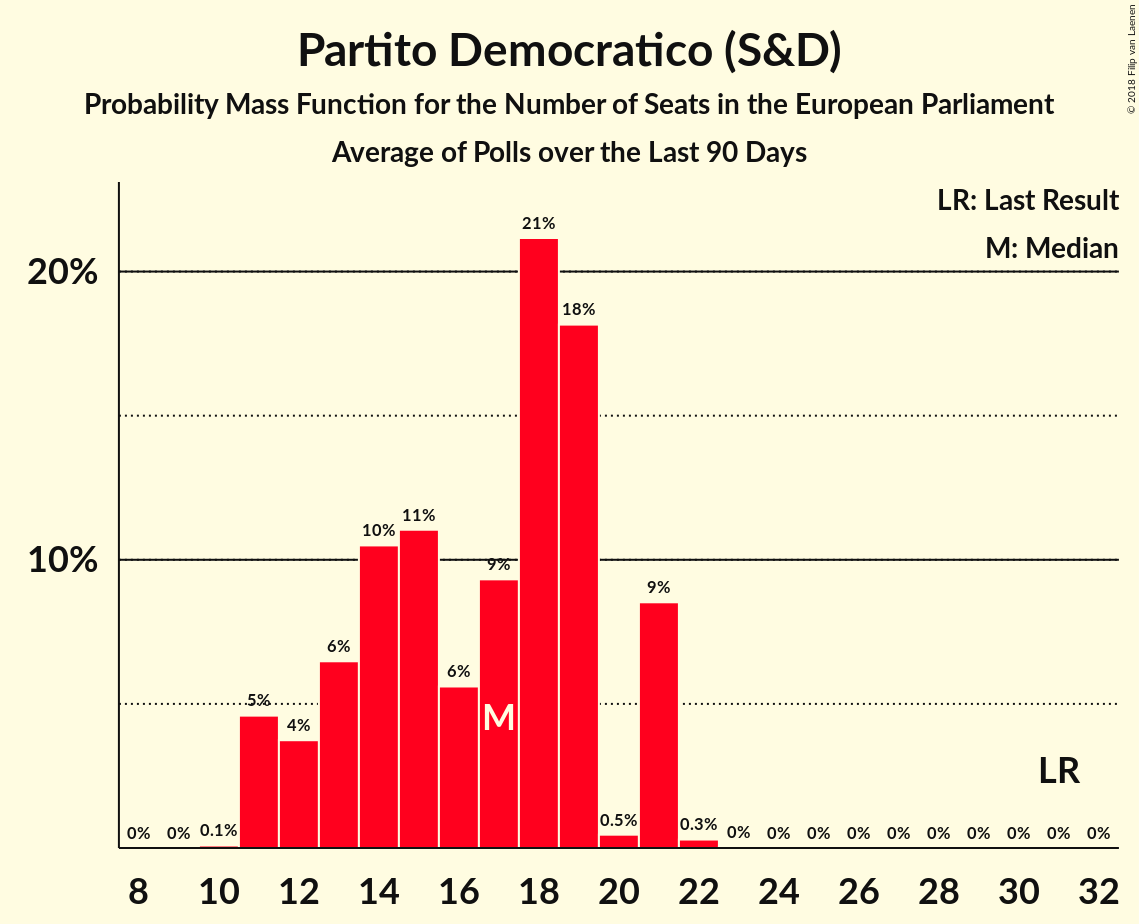 Partito Democratico (S&D)
Probability Mass Function for the Number of Seats in the European Parliament
Average of Polls over the Last 90 Days
© 2018 Filip van Laenen
LR: Last Result
M: Median
20%
10%
0% 0% 0.1% 5% 4% 6% 10% 11% 6% 9% 21% 18% 0.5% 9% 0.3% 0% 0% 0% 0% 0% 0% 0% 0% 0% 0%
M
LR
8 10 12 14 16 18 20 22 24 26 28 30 32